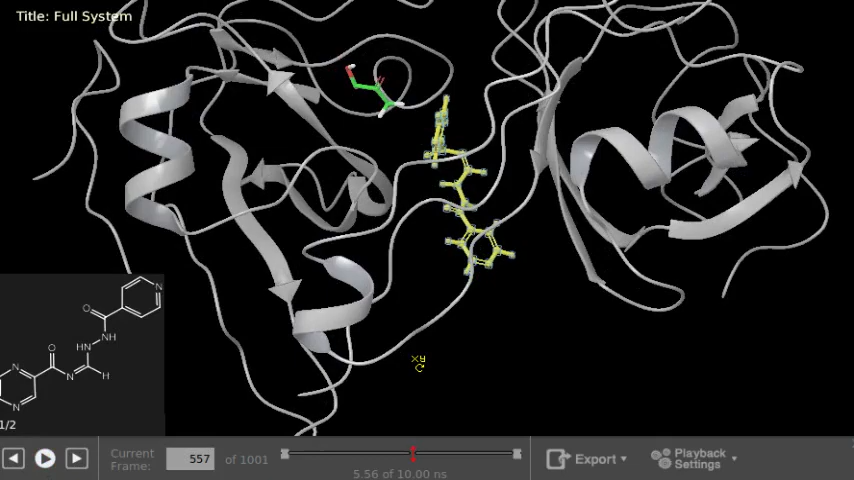 Title: Full System
N
O
NH
HN
O
N
N
H
N
1/2
xy
Current
Frame:
557
of 1001
5.56 of 10.00 ns
Export
Playback
Settings